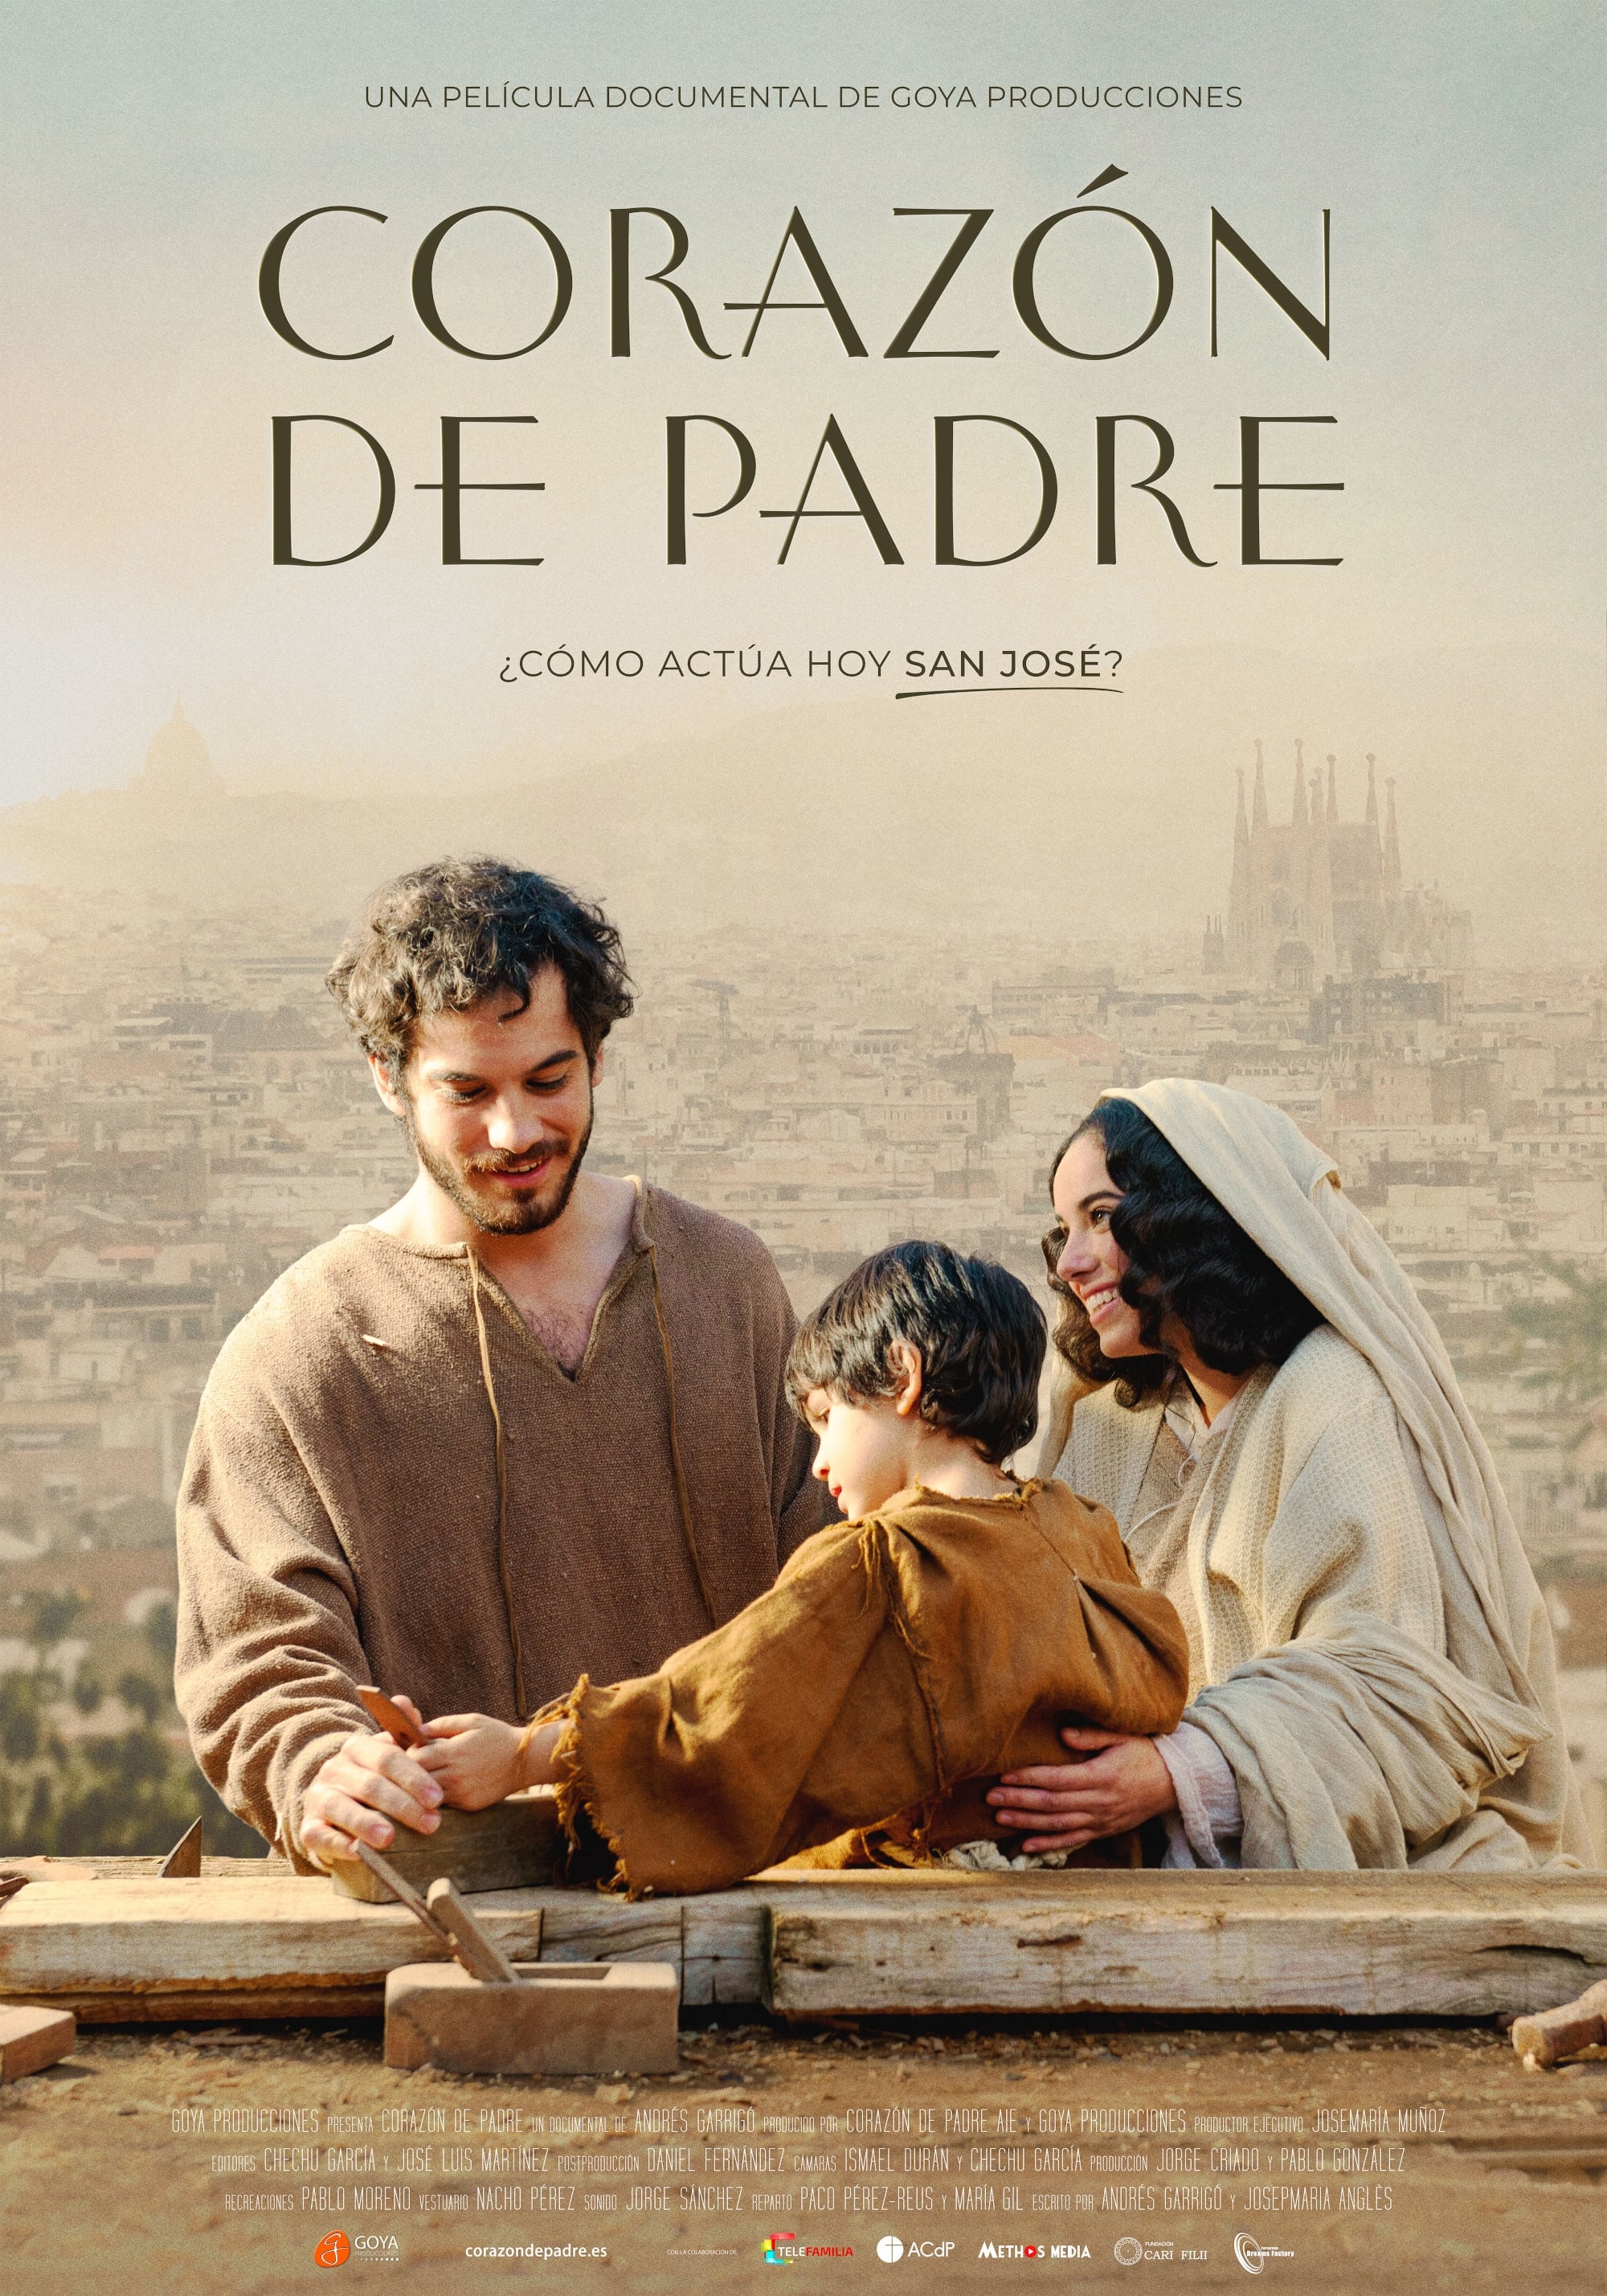 UNA PELÍCULA DOCUMENTAL DE GOYA PRODUCCIONES
CORAZÓN
DE PADRE
¿CÓMO ACTÚA HOY SAN JOSÉ?
GOYA PRODUCCIONES PRESENTA CORAZÓN DE PADRE UN DOCUMENTAL DE ANDRÉS GARRIGÓ PRODUCIDO POR CORAZÓN DE PADRE AIE Y GOYA PRODUCCIONES PRODUCTOR EJECUTIVO JOSEMARÍA MUÑOZ
EDITORES CHECHU GARCÍA Y JOSÉ LUIS MARTÍNEZ POSTPRODUCCIÓN DANIEL FERNÁNDEZ CÁMARAS ISMAEL DURÁN Y CHECHU GARCÍA PRODUCCIÓN JORGE CRIADO Y PABLO GONZÁLEZ
RECREACIONES PABLO MORENO VESTUARIO NACHO PÉREZ SONIDO JORGE SÁNCHEZ REPARTO PACO PÉREZ-REUS Y MARÍA GIL ESCRITO POR ANDRÉS GARRIGÓ Y JOSEPMARIA ANGLÈS
GOYA PRODUCCIONES corazondepadre.es CON LA COLABORACIÓN DE: TELEFAMILIA ACdP METHOS MEDIA FUNDACIÓN CARI FILII Dreams Factory